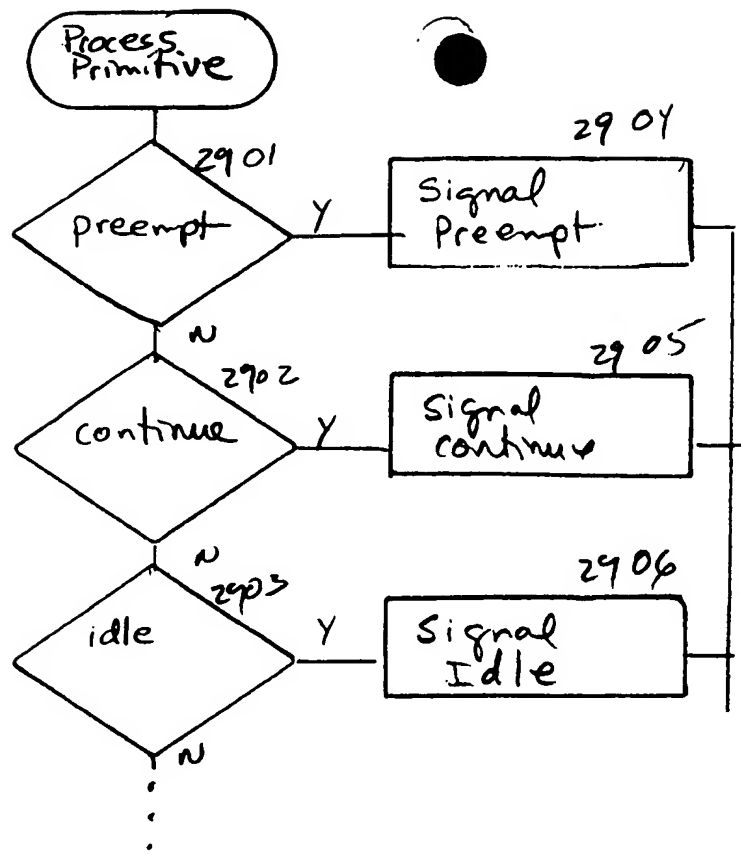 Process
Primitive
2901
preempt
Y
2904
Signal
Preempt
N
2902
continue
Y
2905
Signal
continue
N
2903
idle
Y
2906
Signal
Idle
N